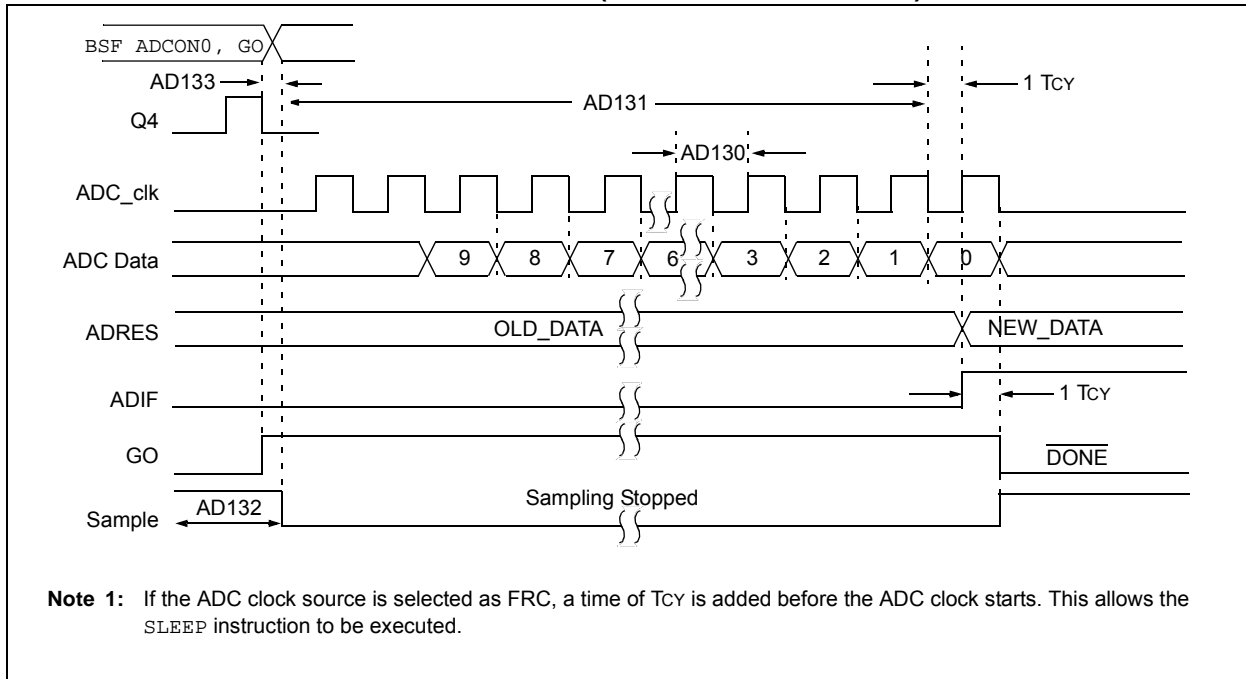 BSF ADCON0, GO
AD133
1 TCY
AD131
Q4
AD130
ADC_clk
ADC Data
9
8
7
6
3
2
1
0
ADRES
OLD_DATA
NEW_DATA
ADIF
1 TCY
GO
DONE
AD132
Sampling Stopped
Sample
Note 1: If the ADC clock source is selected as FRC, a time of TCY is added before the ADC clock starts. This allows the
SLEEP instruction to be executed.